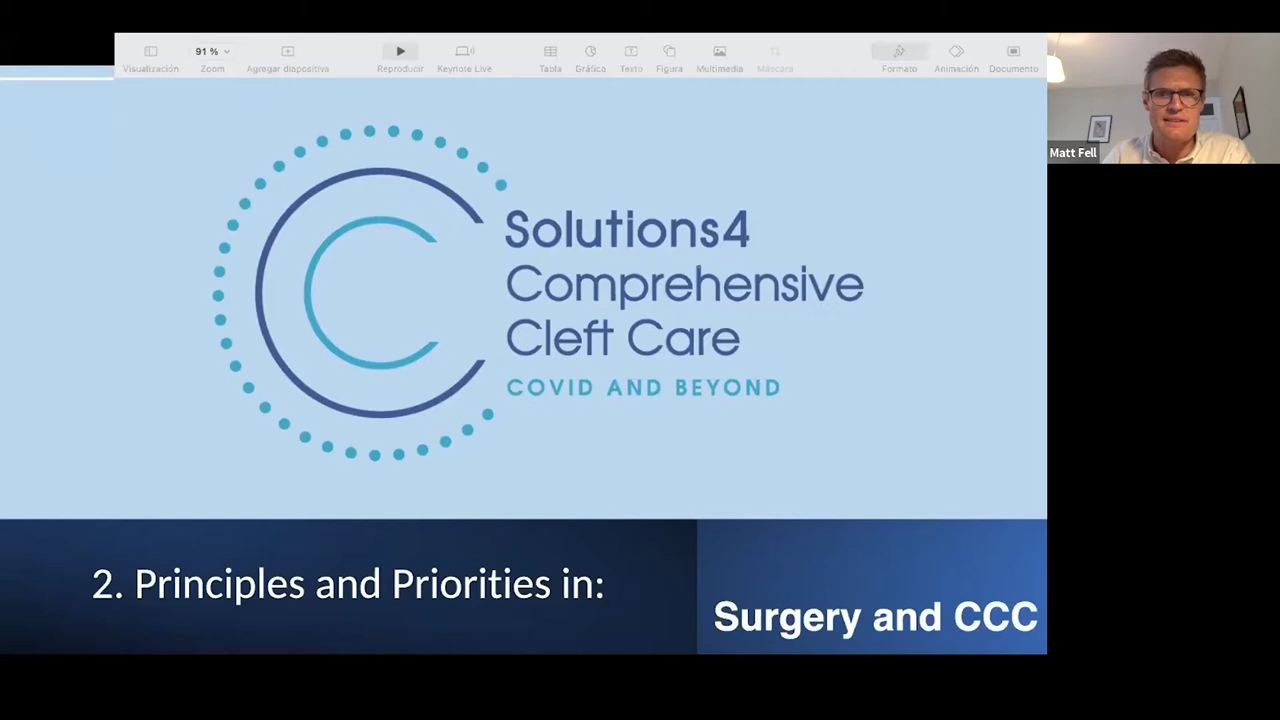 91 %
Visualización
Zoom
Agregar diapositiva
Reproducir
Keynote Live
Tabla
Gráfico
Texto
Figura
Multimedia
Máscara
Formato
Animación
Documento
Matt Fell
Solutions4
Comprehensive
Cleft Care
COVID AND BEYOND
2. Principles and Priorities in:
Surgery and CCC